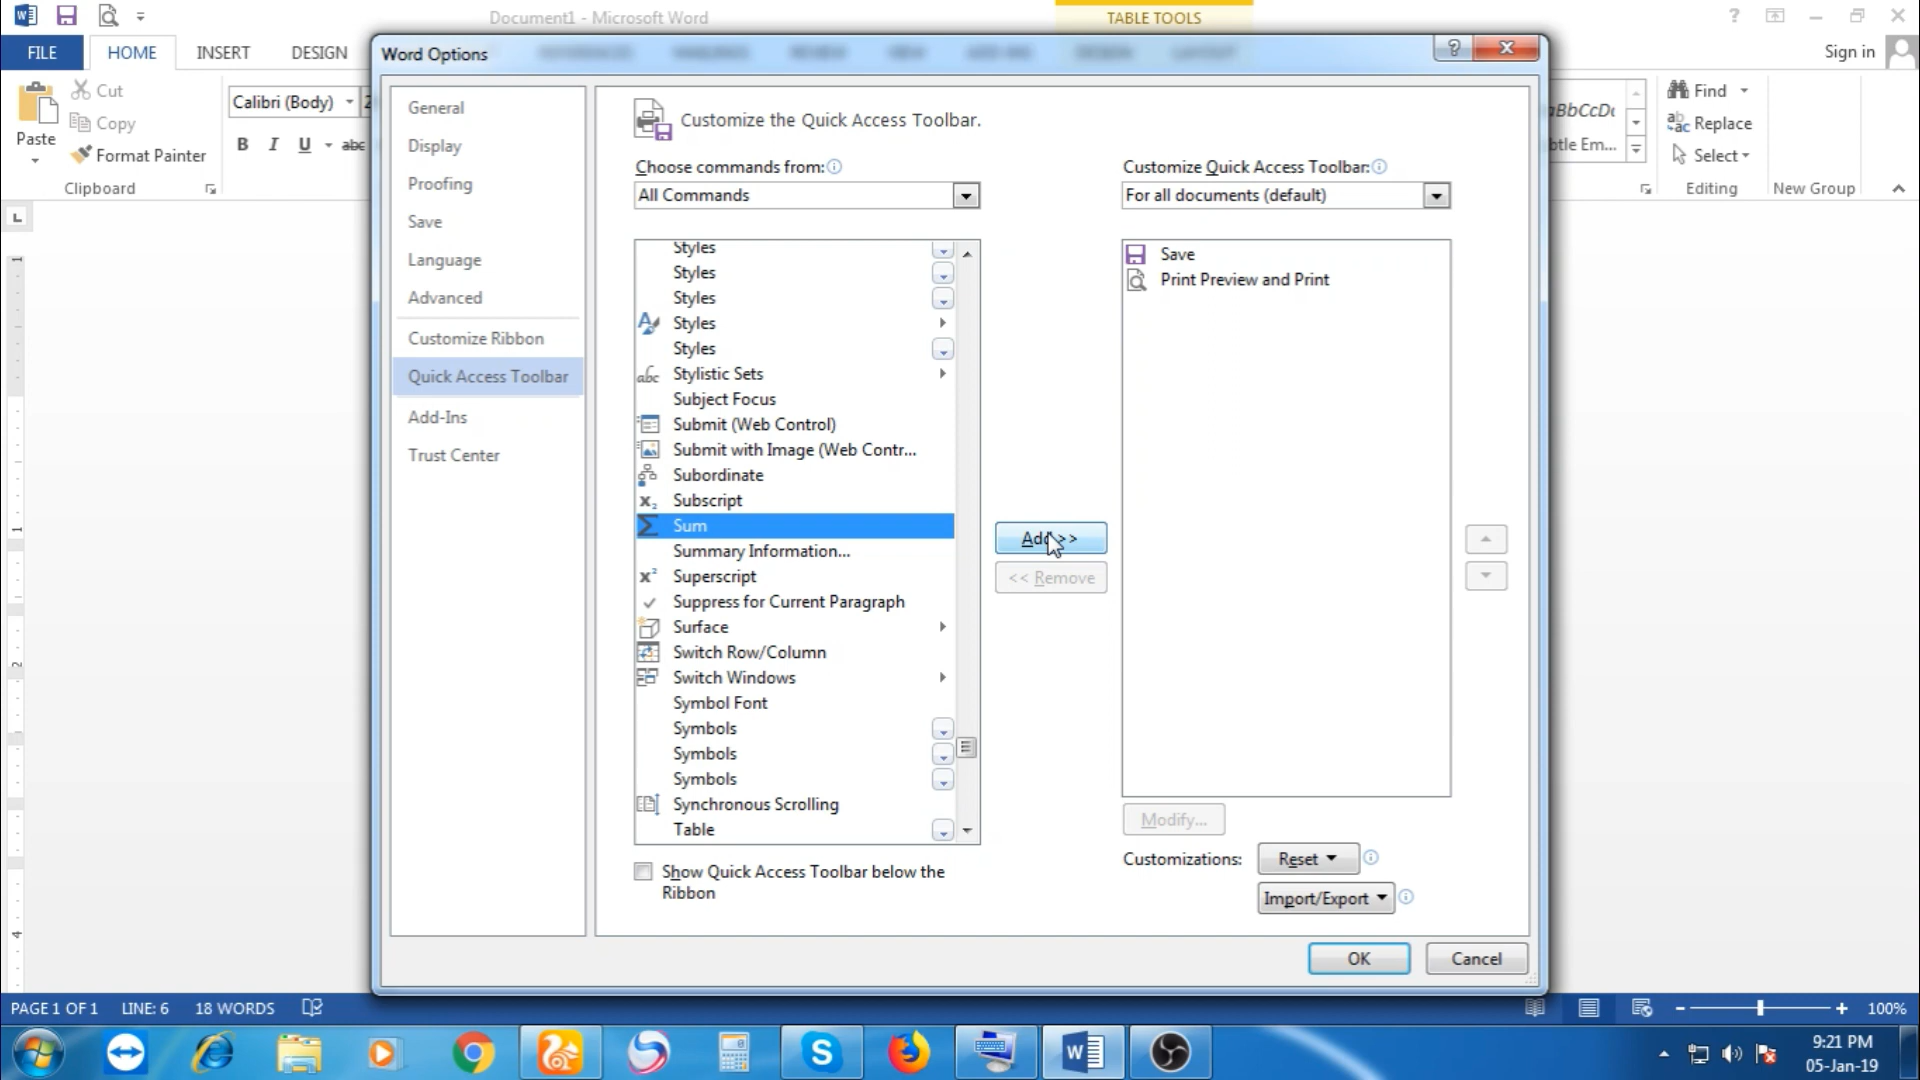 Document1 - Microsoft Word
TABLE TOOLS
FILE
HOME
INSERT
DESIGN
Sign in
Cut
Copy
Paste
Format Painter
Clipboard
Calibri (Body)
2
B I U abc
Word Options
General
Display
Proofing
Save
Language
Advanced
Customize Ribbon
Quick Access Toolbar
Add-Ins
Trust Center
Customize the Quick Access Toolbar.
Choose commands from:
All Commands
Styles
Styles
Styles
Styles
Styles
Stylistic Sets
Subject Focus
Submit (Web Control)
Submit with Image (Web Contr...
Subordinate
Subscript
Sum
Summary Information...
Superscript
Suppress for Current Paragraph
Surface
Switch Row/Column
Switch Windows
Symbol Font
Symbols
Symbols
Symbols
Synchronous Scrolling
Table
Show Quick Access Toolbar below the
Ribbon
Add >>
<< Remove
Customize Quick Access Toolbar:
For all documents (default)
Save
Print Preview and Print
Modify...
Customizations:
Reset
Import/Export
OK
Cancel
Find
Replace
Select
Editing
New Group
PAGE 1 OF 1
LINE: 6
18 WORDS
100%
9:21 PM
05-Jan-19